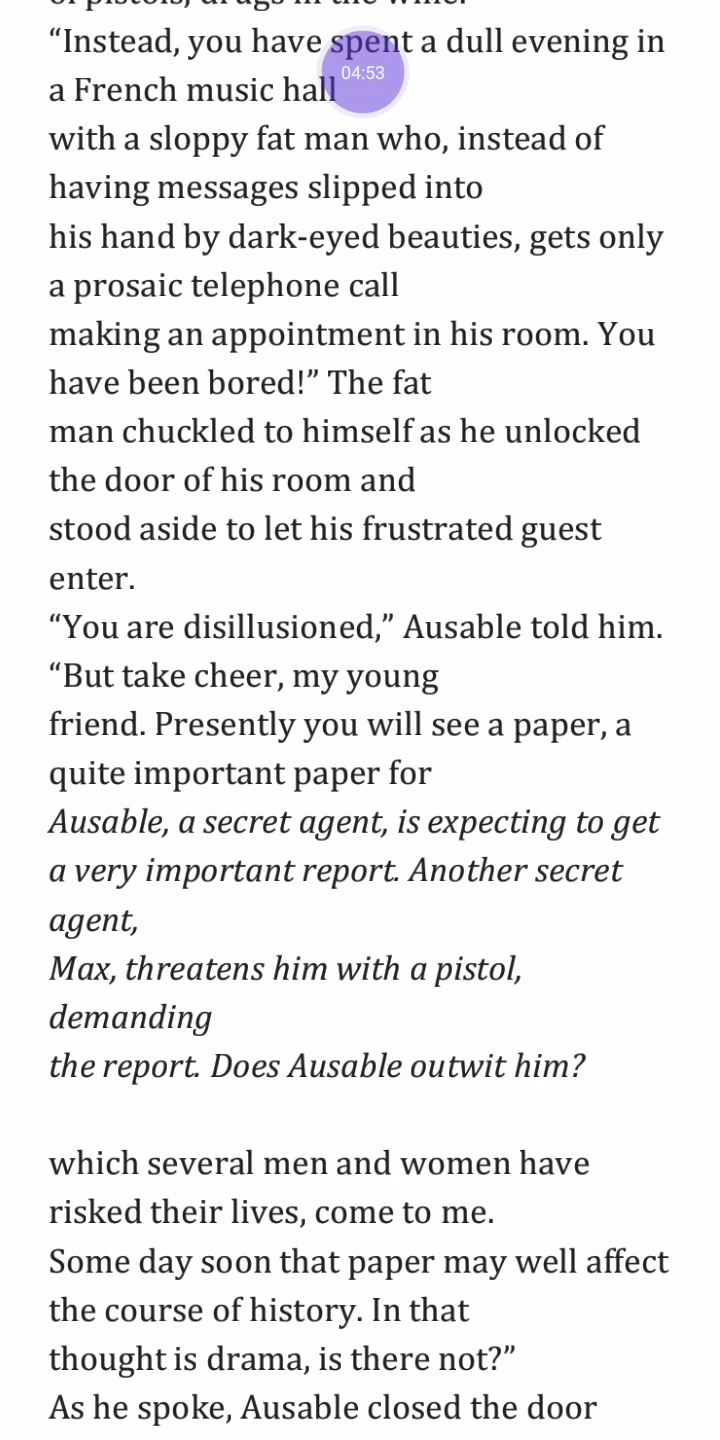 of pistols, drugs in the wine.
“Instead, you have spent a dull evening in
04:53
a French music hall
with a sloppy fat man who, instead of
having messages slipped into
his hand by dark-eyed beauties, gets only
a prosaic telephone call
making an appointment in his room. You
have been bored!” The fat
man chuckled to himself as he unlocked
the door of his room and
stood aside to let his frustrated guest
enter.
“You are disillusioned,” Ausable told him.
“But take cheer, my young
friend. Presently you will see a paper, a
quite important paper for
Ausable, a secret agent, is expecting to get
a very important report. Another secret
agent,
Max, threatens him with a pistol,
demanding
the report. Does Ausable outwit him?
which several men and women have
risked their lives, come to me.
Some day soon that paper may well affect
the course of history. In that
thought is drama, is there not?”
As he spoke, Ausable closed the door